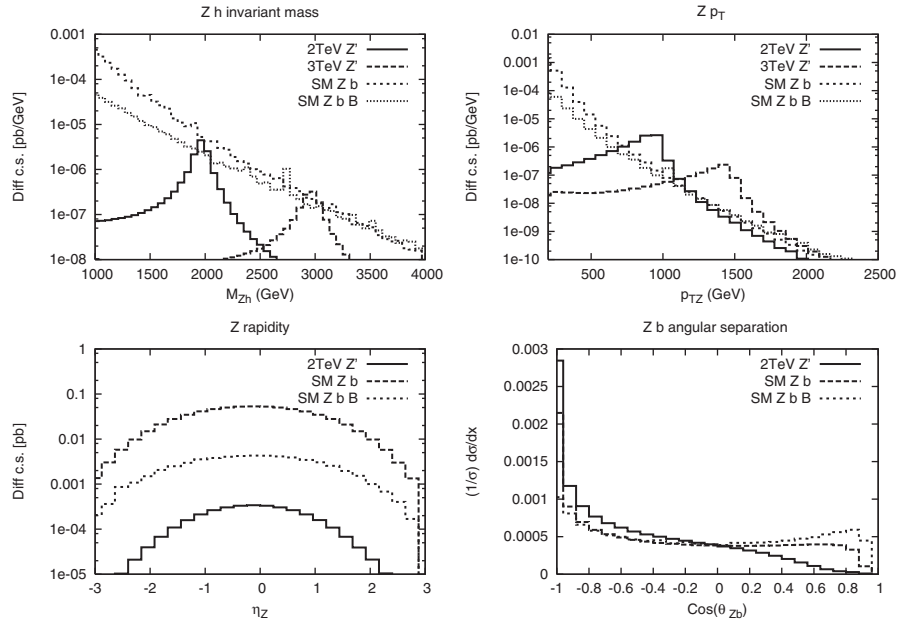 Z h invariant mass
0.001
1e-04
1e-05
1e-06
1e-07
1e-08
Diff c.s. [pb/GeV]
2TeV Z'
3TeV Z'
SM Z b
SM Z b B
1000 1500 2000 2500 3000 3500 4000
M_Zh (GeV)
Z p_T
0.1
0.01
0.001
1e-04
1e-05
1e-06
1e-07
1e-08
1e-09
1e-10
Diff c.s. [pb/GeV]
2TeV Z'
3TeV Z'
SM Z b
SM Z b B
500 1000 1500 2000 2500
p_TZ (GeV)
Z rapidity
1
0.1
0.01
0.001
1e-04
1e-05
Diff c.s. [pb]
2TeV Z'
SM Z b
SM Z b B
-3 -2 -1 0 1 2 3
η_Z
Z b angular separation
0.003
0.0025
0.002
0.0015
0.001
0.0005
0
(1/σ) dσ/dx
2TeV Z'
SM Z b
SM Z b B
-1 -0.8 -0.6 -0.4 -0.2 0 0.2 0.4 0.6 0.8 1
Cos(θ_Zb)